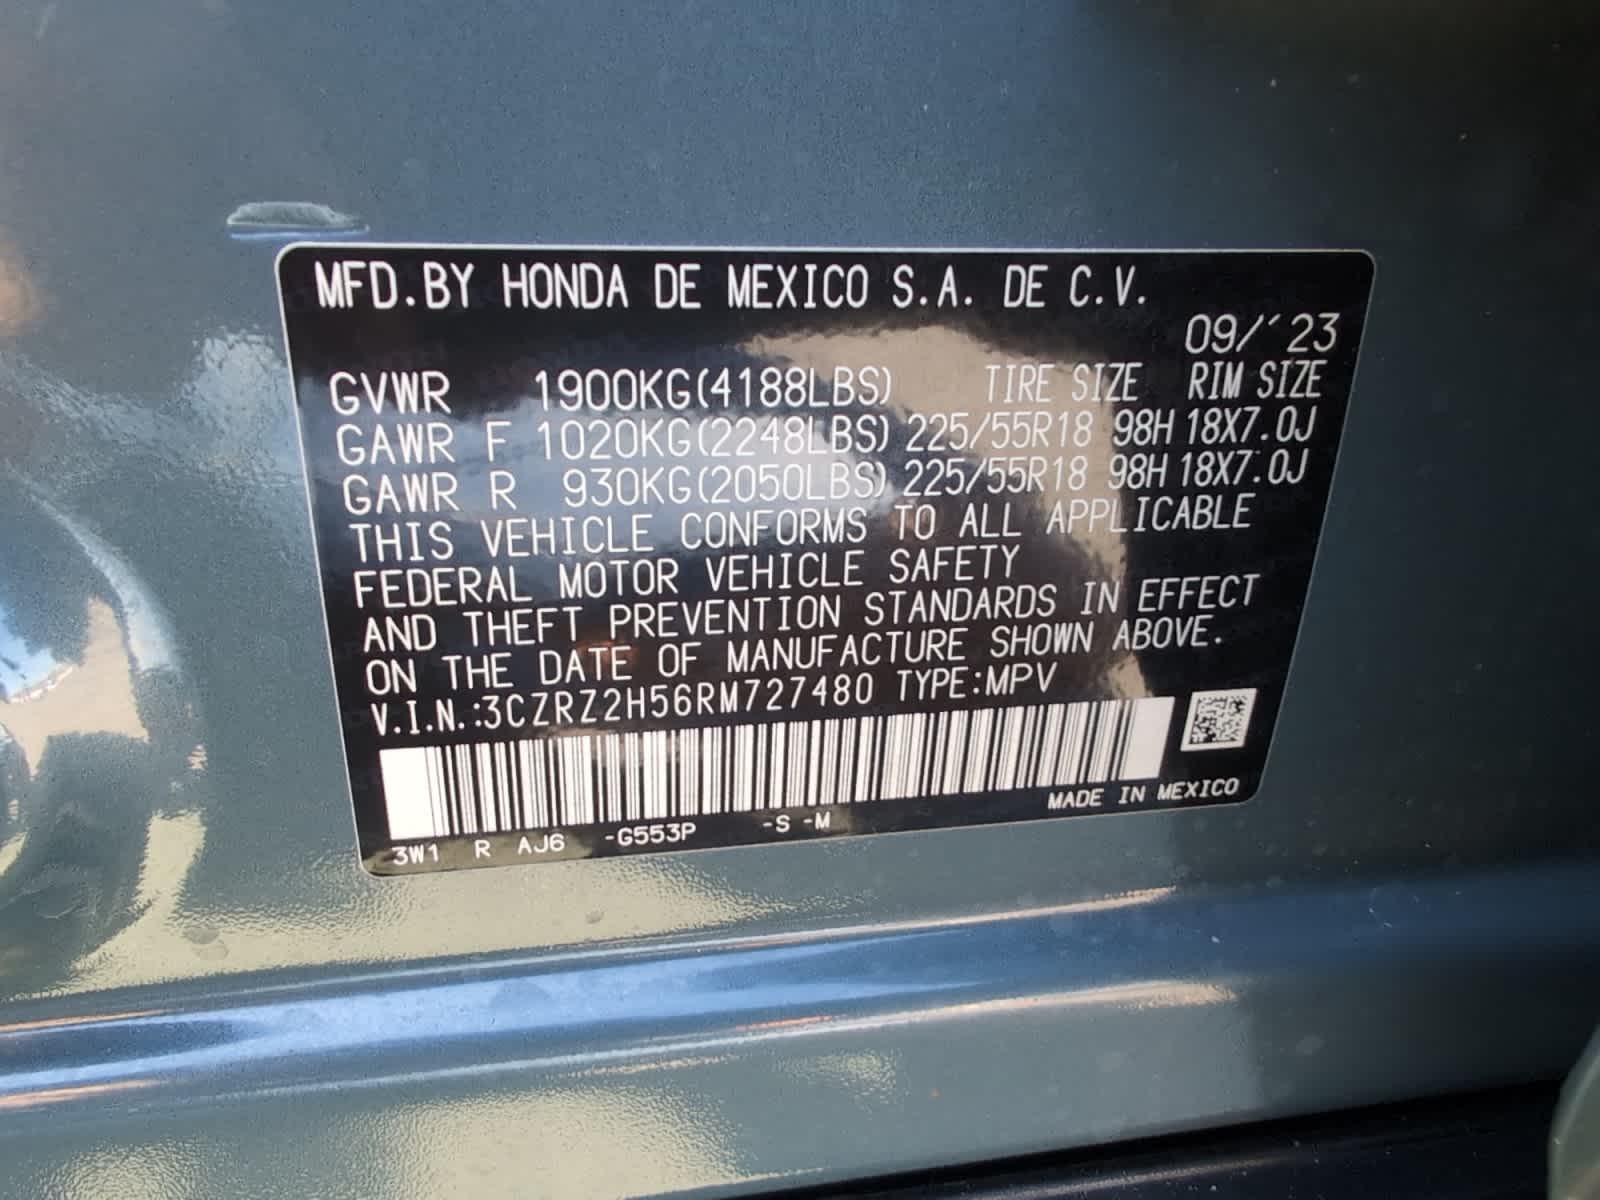 MFD.BY HONDA DE MEXICO S.A. DE C.V.
09/´23
GVWR 1900KG(4188LBS) TIRE SIZE RIM SIZE
GAWR F 1020KG(2248LBS) 225/55R18 98H 18X7.0J
GAWR R 930KG(2050LBS) 225/55R18 98H 18X7.0J
THIS VEHICLE CONFORMS TO ALL APPLICABLE
FEDERAL MOTOR VEHICLE SAFETY
AND THEFT PREVENTION STANDARDS IN EFFECT
ON THE DATE OF MANUFACTURE SHOWN ABOVE.
V.I.N.:3CZRZ2H56RM727480 TYPE:MPV
MADE IN MEXICO
3W1 R AJ6 -G553P -S -M